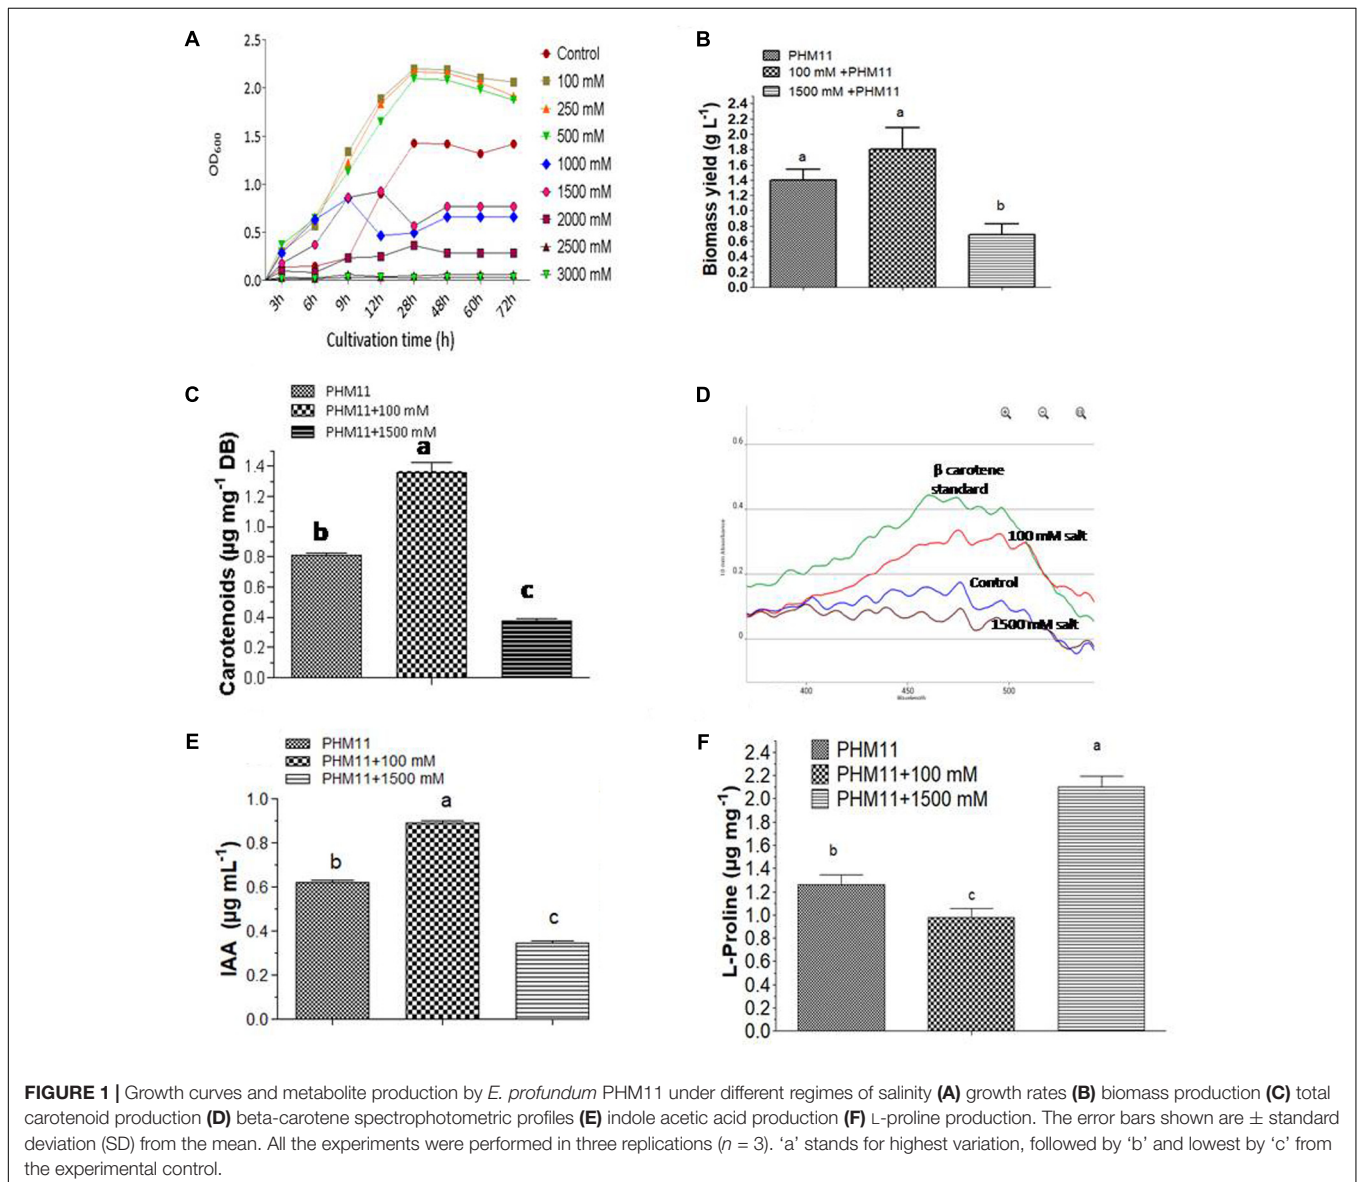 A
2.5
2.0
1.5
1.0
0.5
0.0
OD600
3h
6h
9h
12h
28h
48h
60h
72h
Cultivation time (h)
Control
100 mM
250 mM
500 mM
1000 mM
1500 mM
2000 mM
2500 mM
3000 mM
B
PHM11
100 mM +PHM11
1500 mM +PHM11
Biomass yield (g L-1)
2.4
2.2
2.0
1.8
1.6
1.4
1.2
1.0
0.8
0.6
0.4
0.2
0.0
a
a
b
C
PHM11
PHM11+100 mM
PHM11+1500 mM
Carotenoids (µg mg-1 DB)
1.4
1.2
1.0
0.8
0.6
0.4
0.2
0.0
b
a
c
D
0.6
0.4
0.2
0
10 mm Absorbance
β carotene
standard
100 mM salt
Control
1500 mM salt
400
450
500
Wavelength
E
PHM11
PHM11+100 mM
PHM11+1500 mM
IAA (µg mL-1)
1.0
0.8
0.6
0.4
0.2
0.0
b
a
c
F
PHM11
PHM11+100 mM
PHM11+1500 mM
L-Proline (µg mg-1)
2.4
2.2
2.0
1.8
1.6
1.4
1.2
1.0
0.8
0.6
0.4
0.2
0.0
b
c
a
FIGURE 1 | Growth curves and metabolite production by E. profundum PHM11 under different regimes of salinity (A) growth rates (B) biomass production (C) total
carotenoid production (D) beta-carotene spectrophotometric profiles (E) indole acetic acid production (F) L-proline production. The error bars shown are ± standard
deviation (SD) from the mean. All the experiments were performed in three replications (n = 3). ‘a’ stands for highest variation, followed by ‘b’ and lowest by ‘c’ from
the experimental control.